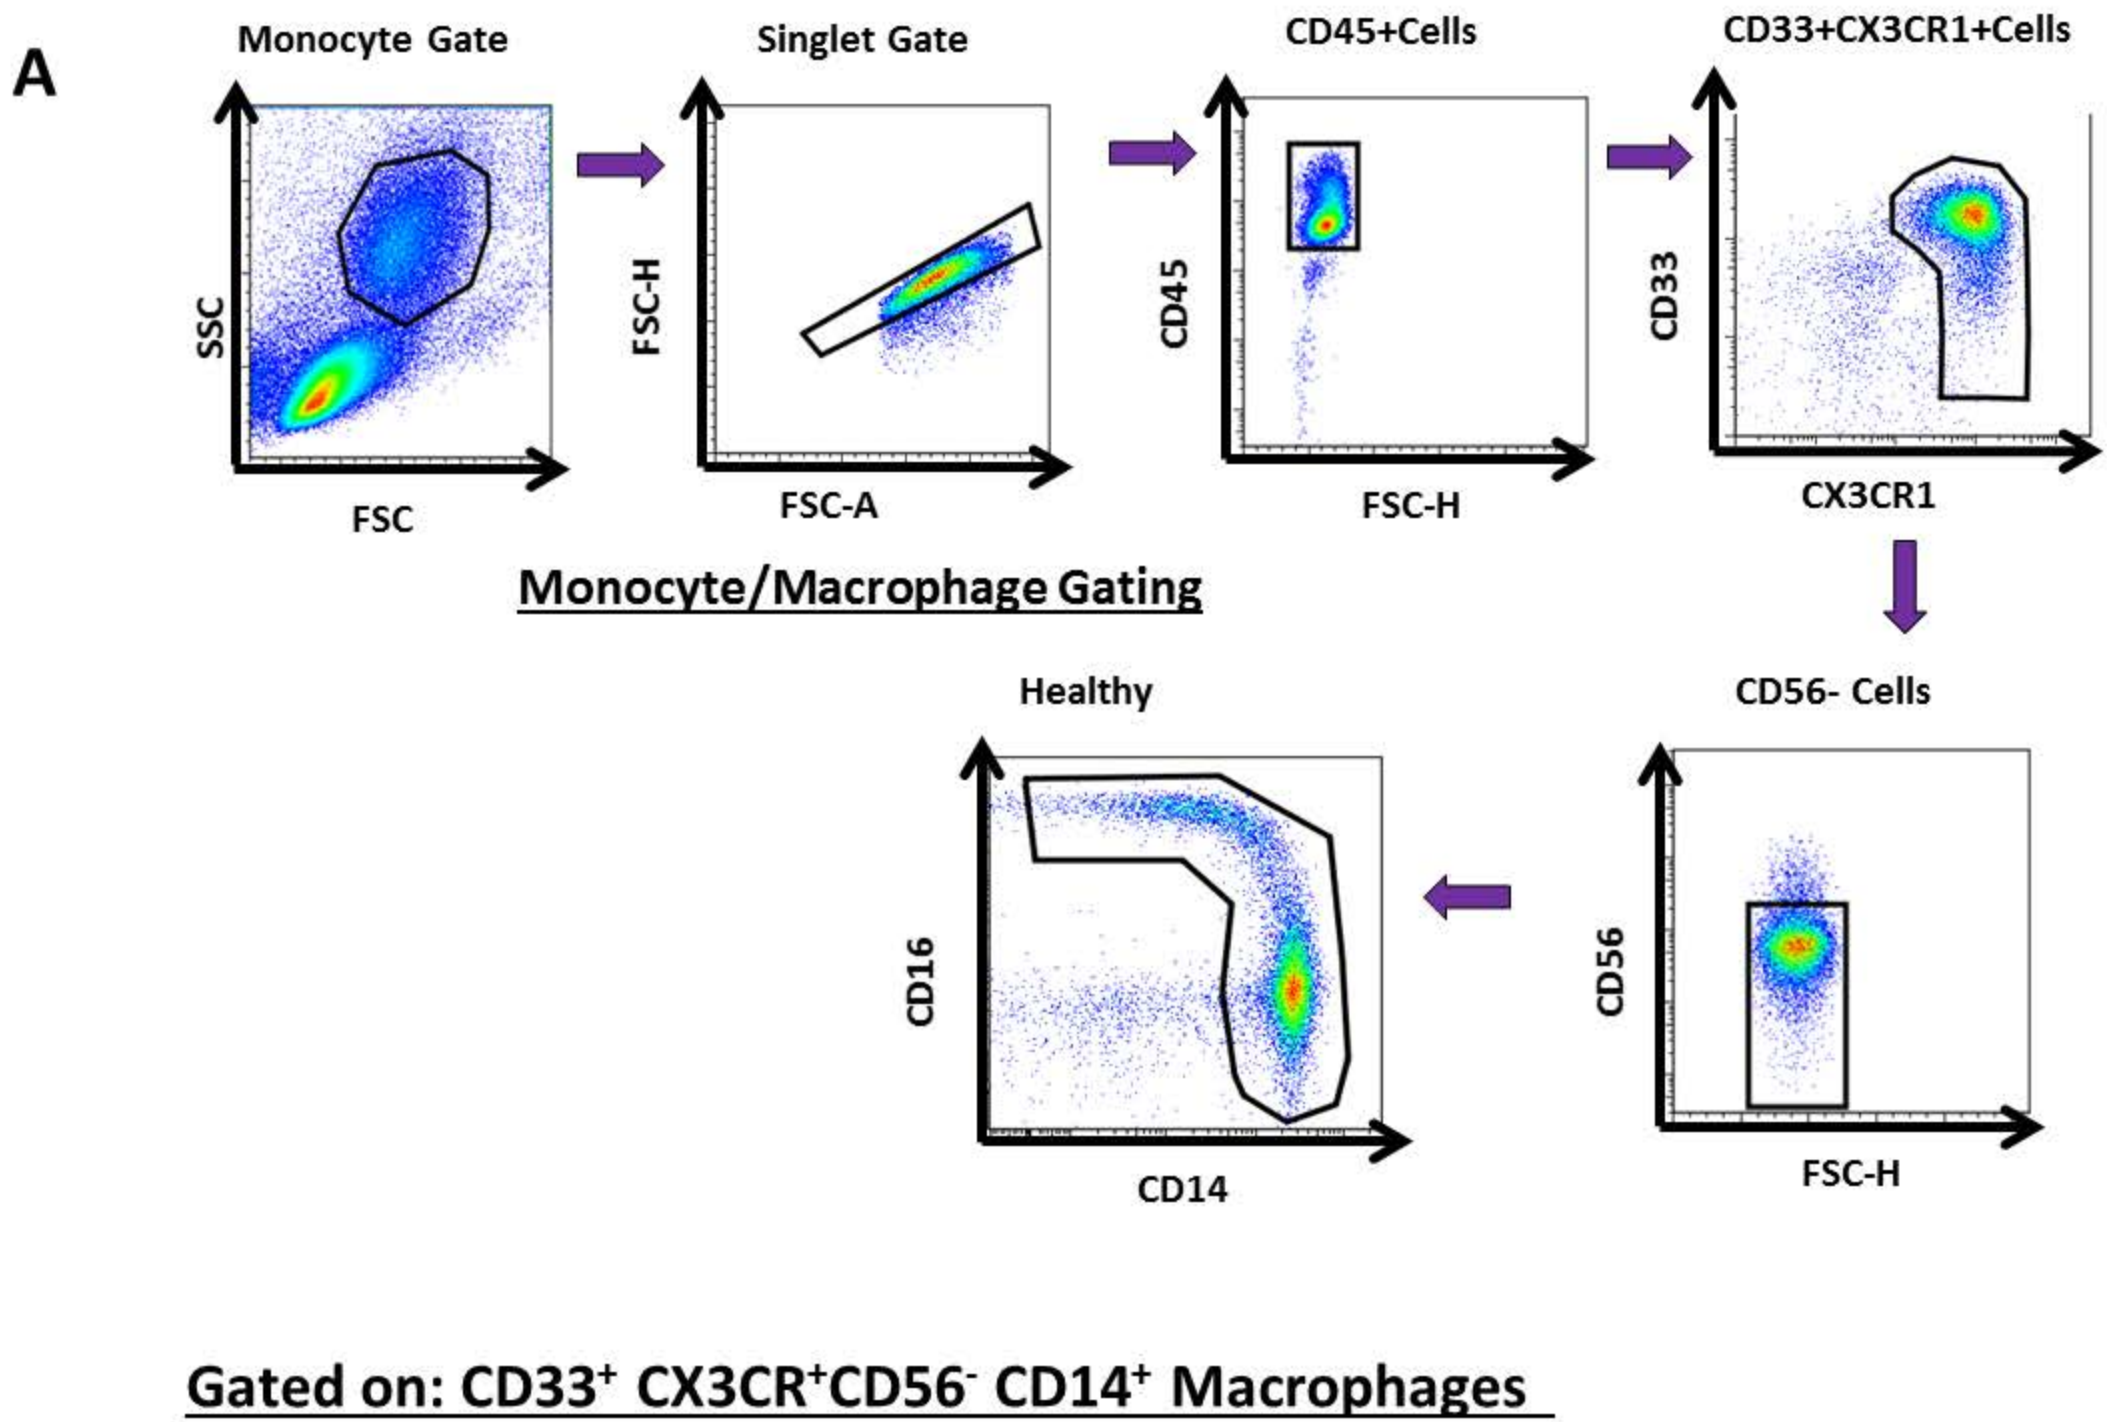 A
Monocyte Gate
Singlet Gate
CD45+Cells
CD33+CX3CR1+Cells
SSC
FSC
FSC-H
FSC-A
CD45
FSC-H
CD33
CX3CR1
Monocyte/Macrophage Gating
Healthy
CD56- Cells
CD16
CD14
CD56
FSC-H
Gated on: CD33⁺ CX3CR⁺CD56⁻ CD14⁺ Macrophages